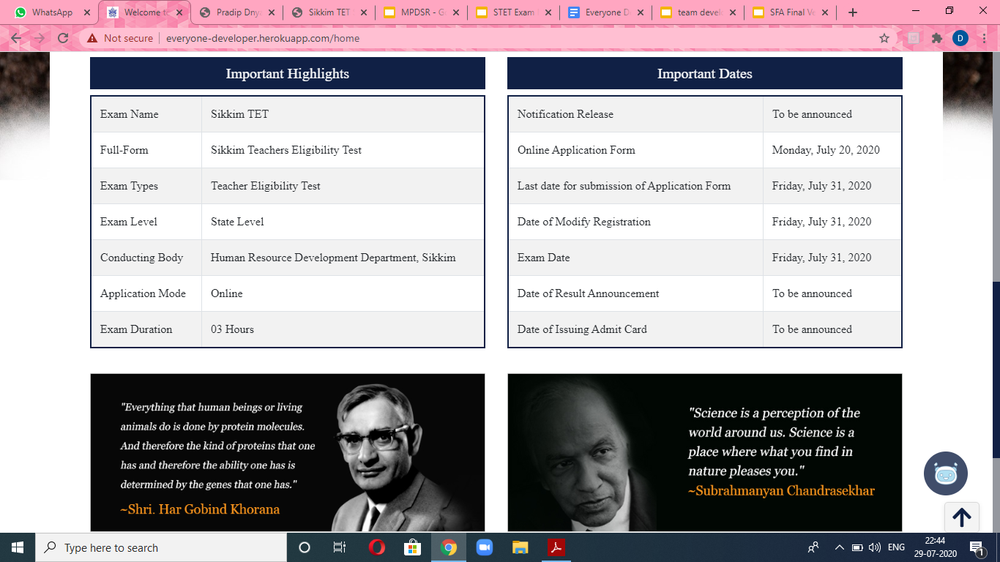 WhatsApp
Welcome to
Pradip Dnya
Sikkim TET
MPDSR - G
STET Exam
Everyone D
team devel
SFA Final Ve
Not secure
everyone-developer.herokuapp.com/home
D
Important Highlights
Exam Name Sikkim TET
Full-Form Sikkim Teachers Eligibility Test
Exam Types Teacher Eligibility Test
Exam Level State Level
Conducting Body Human Resource Development Department, Sikkim
Application Mode Online
Exam Duration 03 Hours
Important Dates
Notification Release To be announced
Online Application Form Monday, July 20, 2020
Last date for submission of Application Form Friday, July 31, 2020
Date of Modify Registration Friday, July 31, 2020
Exam Date Friday, July 31, 2020
Date of Result Announcement To be announced
Date of Issuing Admit Card To be announced
"Everything that human beings or living
animals do is done by protein molecules.
And therefore the kind of proteins that one
has and therefore the ability one has is
determined by the genes that one has."
~Shri. Har Gobind Khorana
"Science is a perception of the
world around us. Science is a
place where what you find in
nature pleases you."
~Subrahmanyan Chandrasekhar
Type here to search
ENG
22:44
29-07-2020
1